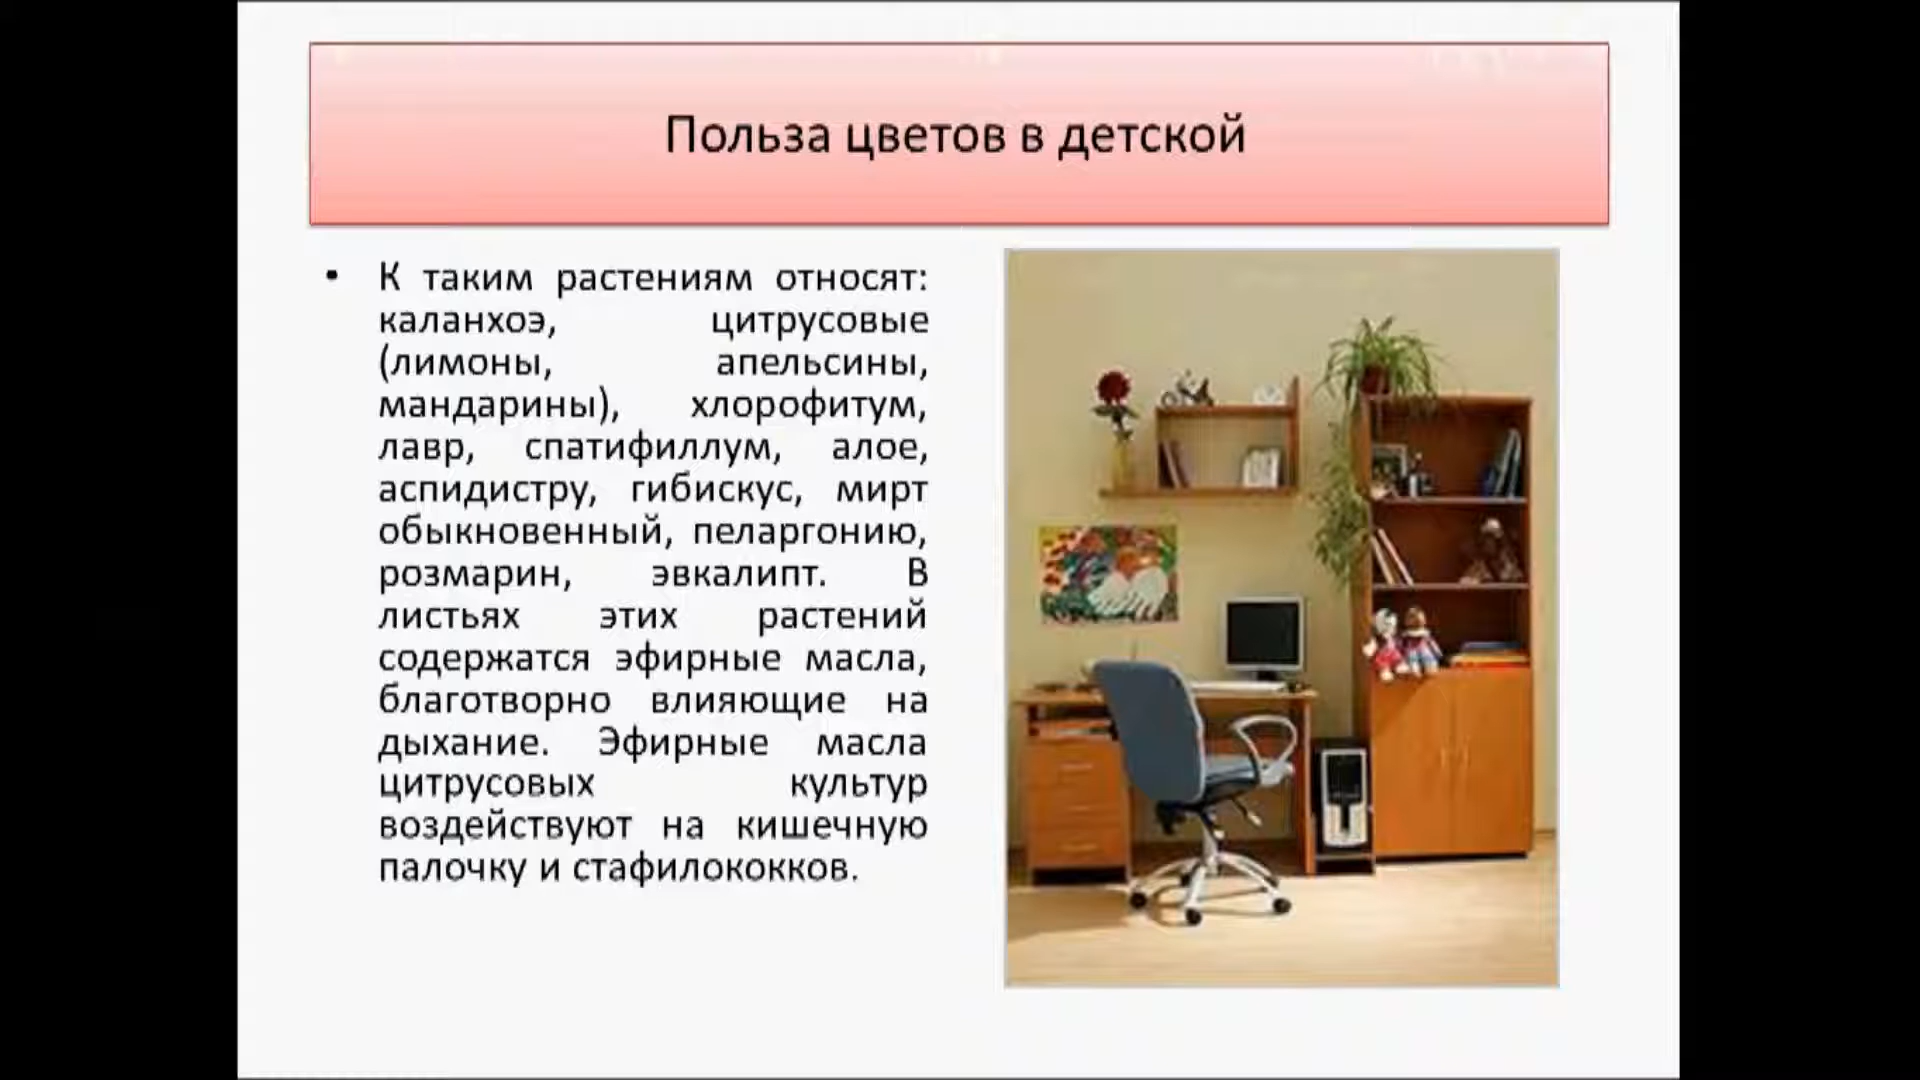 Польза цветов в детской
• К таким растениям относят:
каланхоэ, цитрусовые
(лимоны, апельсины,
мандарины), хлорофитум,
лавр, спатифиллум, алое,
аспидистру, гибискус, мирт
обыкновенный, пеларгонию,
розмарин, эвкалипт. В
листьях этих растений
содержатся эфирные масла,
благотворно влияющие на
дыхание. Эфирные масла
цитрусовых культур
воздействуют на кишечную
палочку и стафилококков.